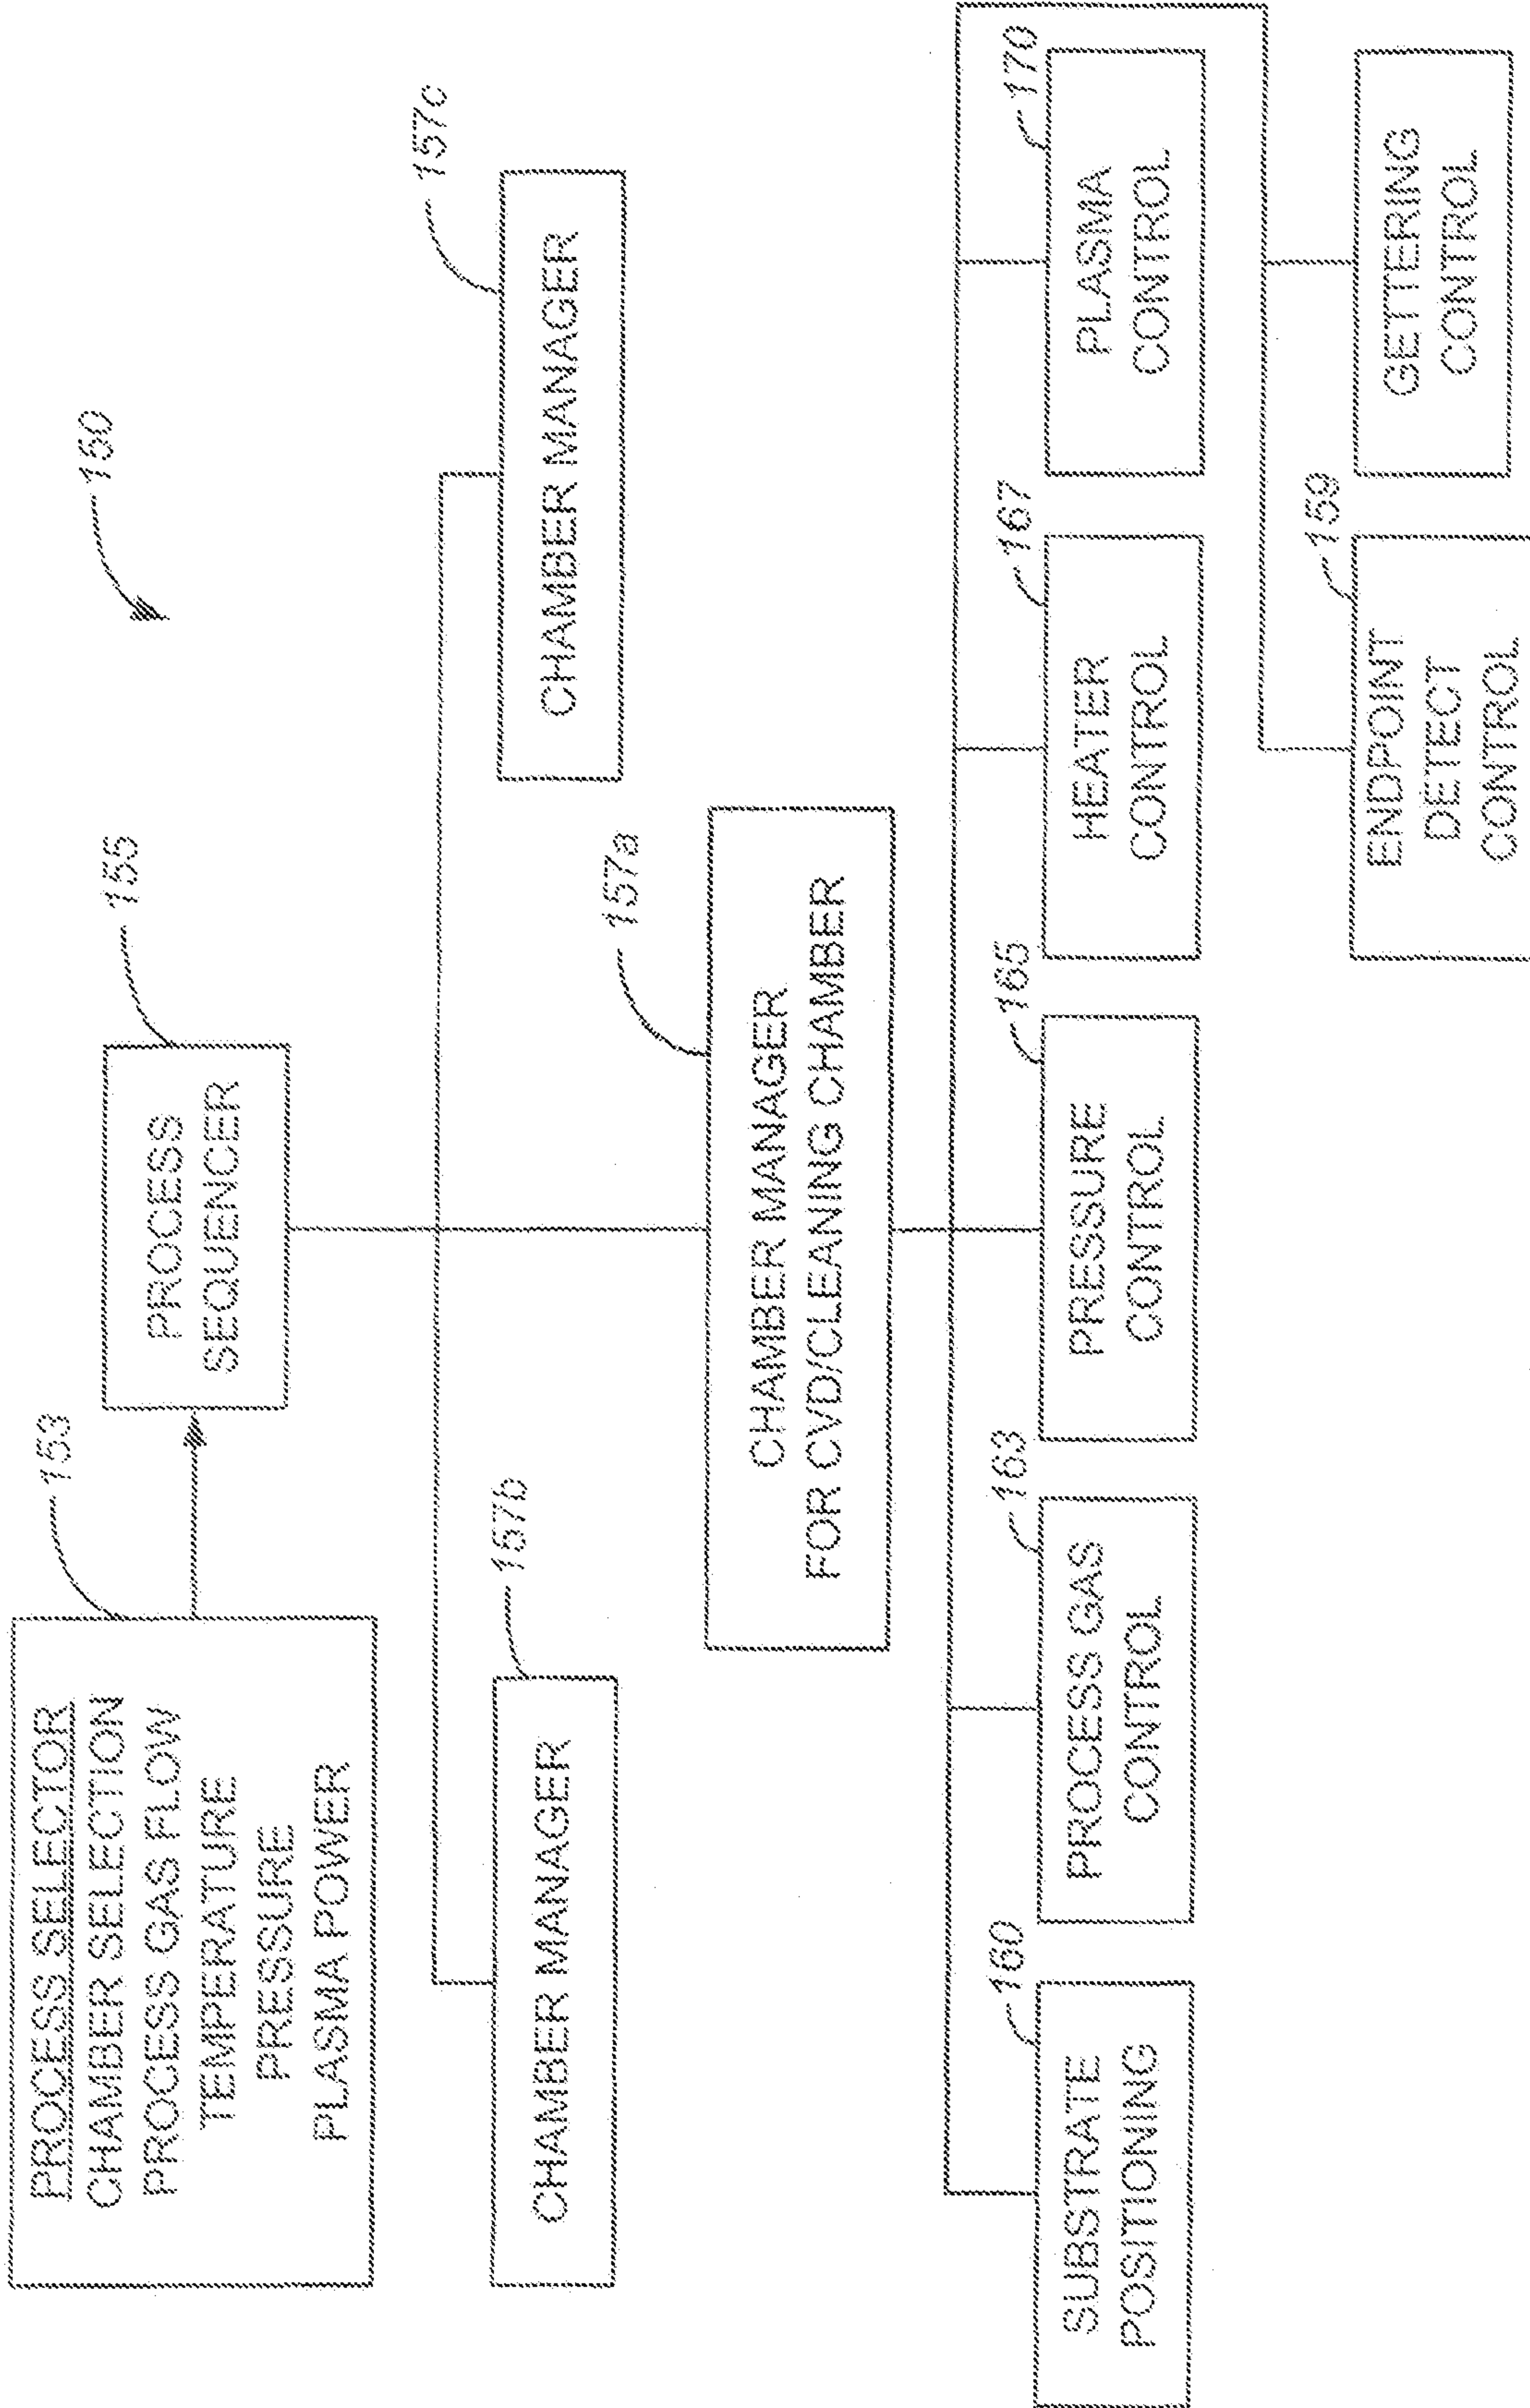 150
153
PROCESS SELECTOR
CHAMBER SELECTION
PROCESS GAS FLOW
TEMPERATURE
PRESSURE
PLASMA POWER
155
PROCESS
SEQUENCER
157b
CHAMBER MANAGER
157c
CHAMBER MANAGER
157a
CHAMBER MANAGER
FOR CVD/CLEANING CHAMBER
160
SUBSTRATE
POSITIONING
163
PROCESS GAS
CONTROL
165
PRESSURE
CONTROL
167
HEATER
CONTROL
170
PLASMA
CONTROL
159
ENDPOINT
DETECT
CONTROL
GETTERING
CONTROL